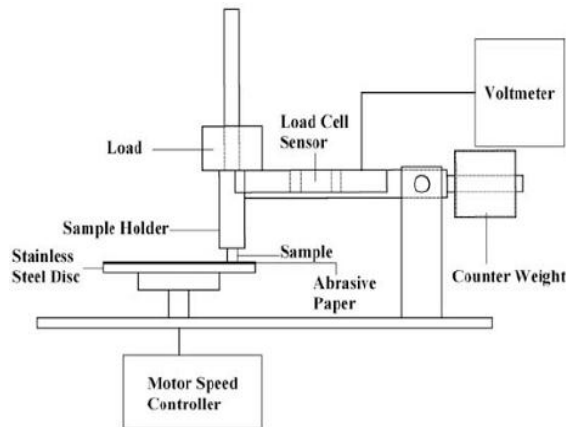 Voltmeter
Load Cell
Sensor
Load
Sample Holder
Stainless
Steel Disc
Sample
Abrasive
Paper
Counter Weight
Motor Speed
Controller